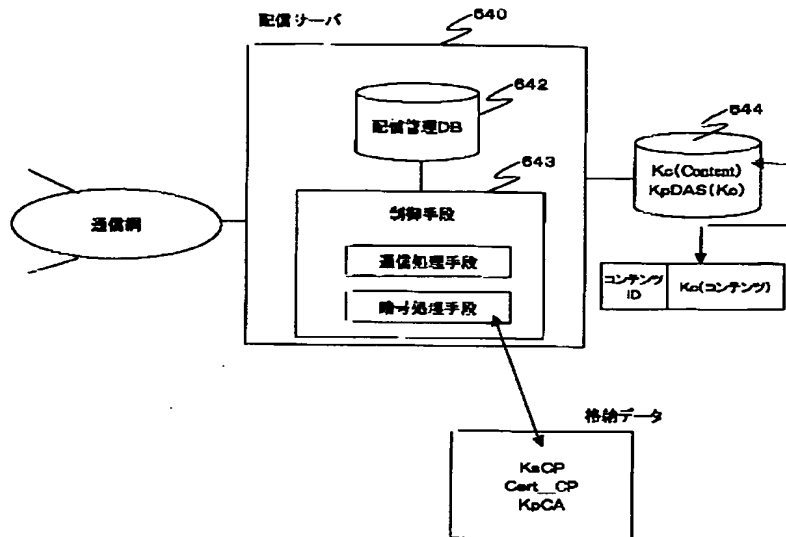 配信サーバ
640
642
配信管理DB
643
制御手段
通信処理手段
暗号処理手段
通信網
644
Kc(Content)
KpDAS(Kc)
コンテンツ
ID
Kc(コンテンツ)
格納データ
KsCP
Cert__CP
KpCA